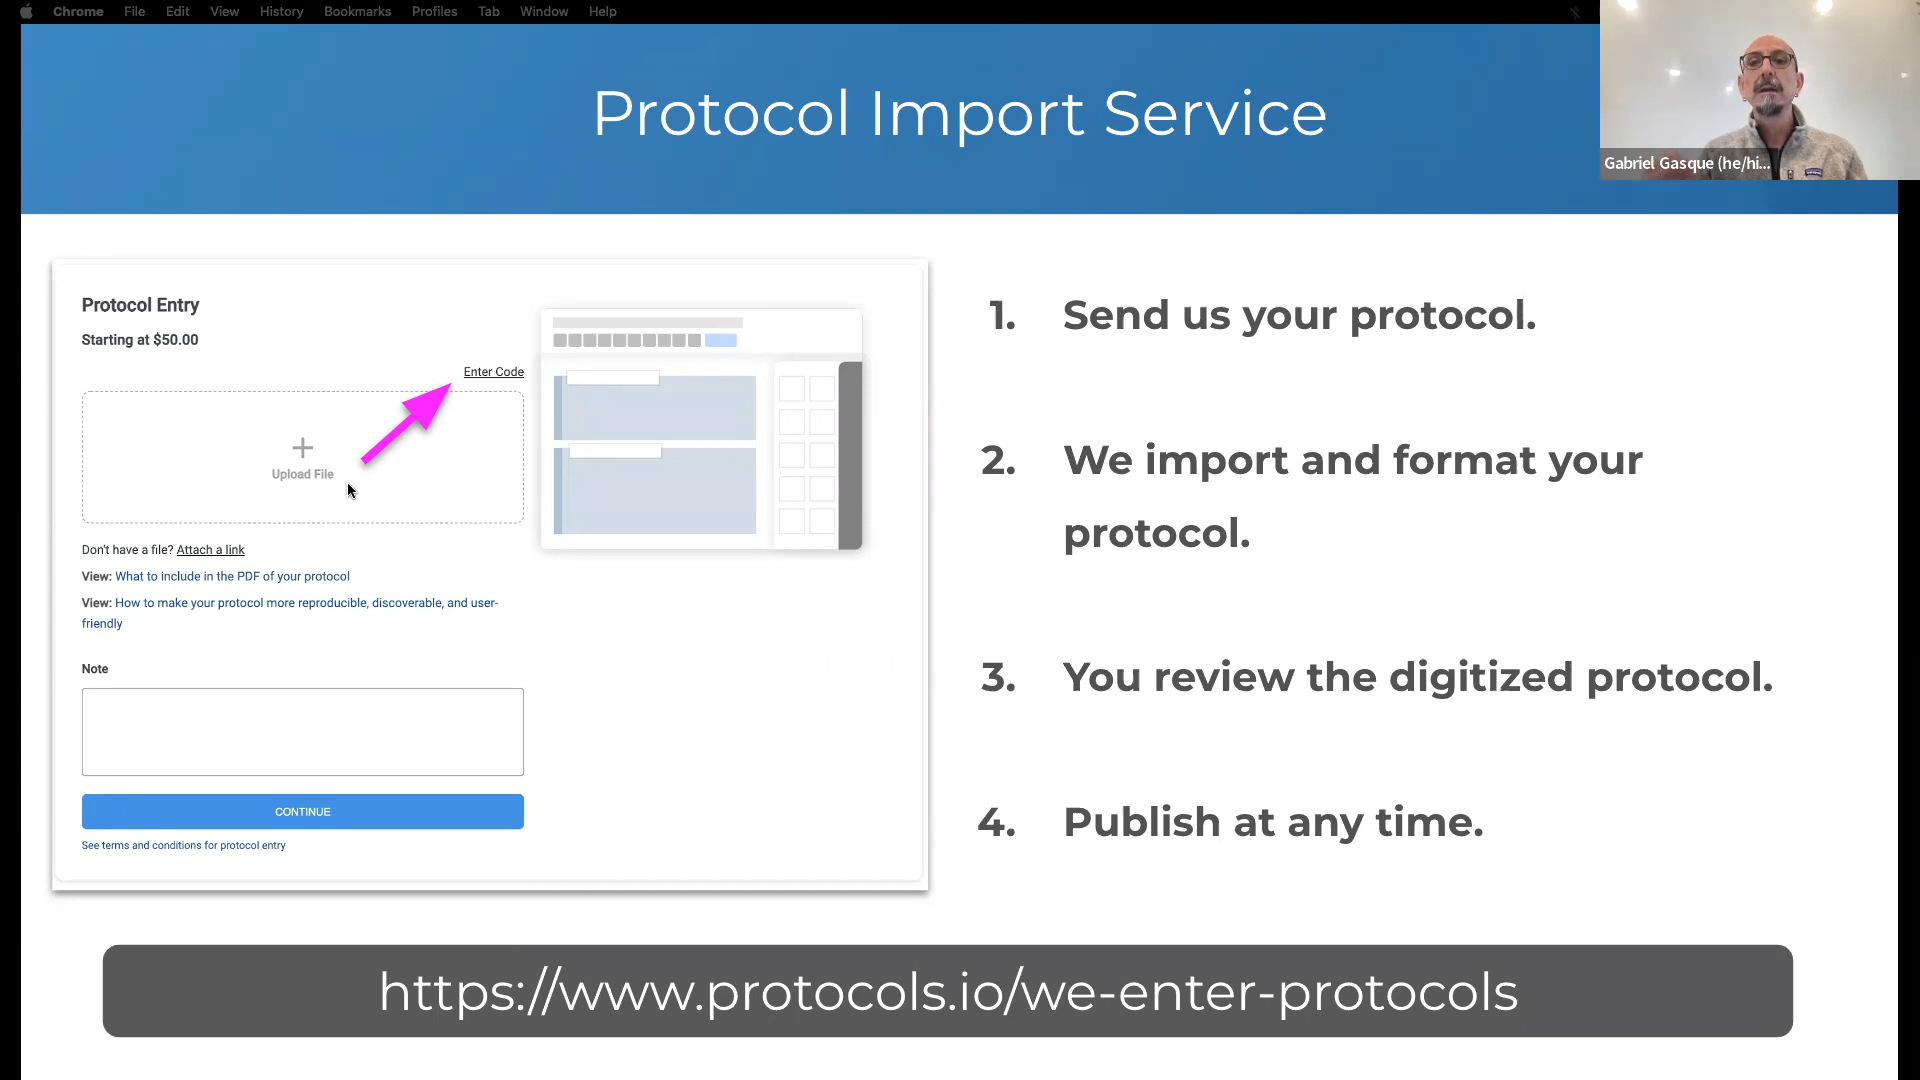 Chrome File Edit View History Bookmarks Profiles Tab Window Help
Protocol Import Service
Gabriel Gasque (he/hi...
Protocol Entry
Starting at $50.00
Enter Code
Upload File
Don't have a file? Attach a link
View: What to include in the PDF of your protocol
View: How to make your protocol more reproducible, discoverable, and user-
friendly
Note
CONTINUE
See terms and conditions for protocol entry
1. Send us your protocol.
2. We import and format your
protocol.
3. You review the digitized protocol.
4. Publish at any time.
https://www.protocols.io/we-enter-protocols